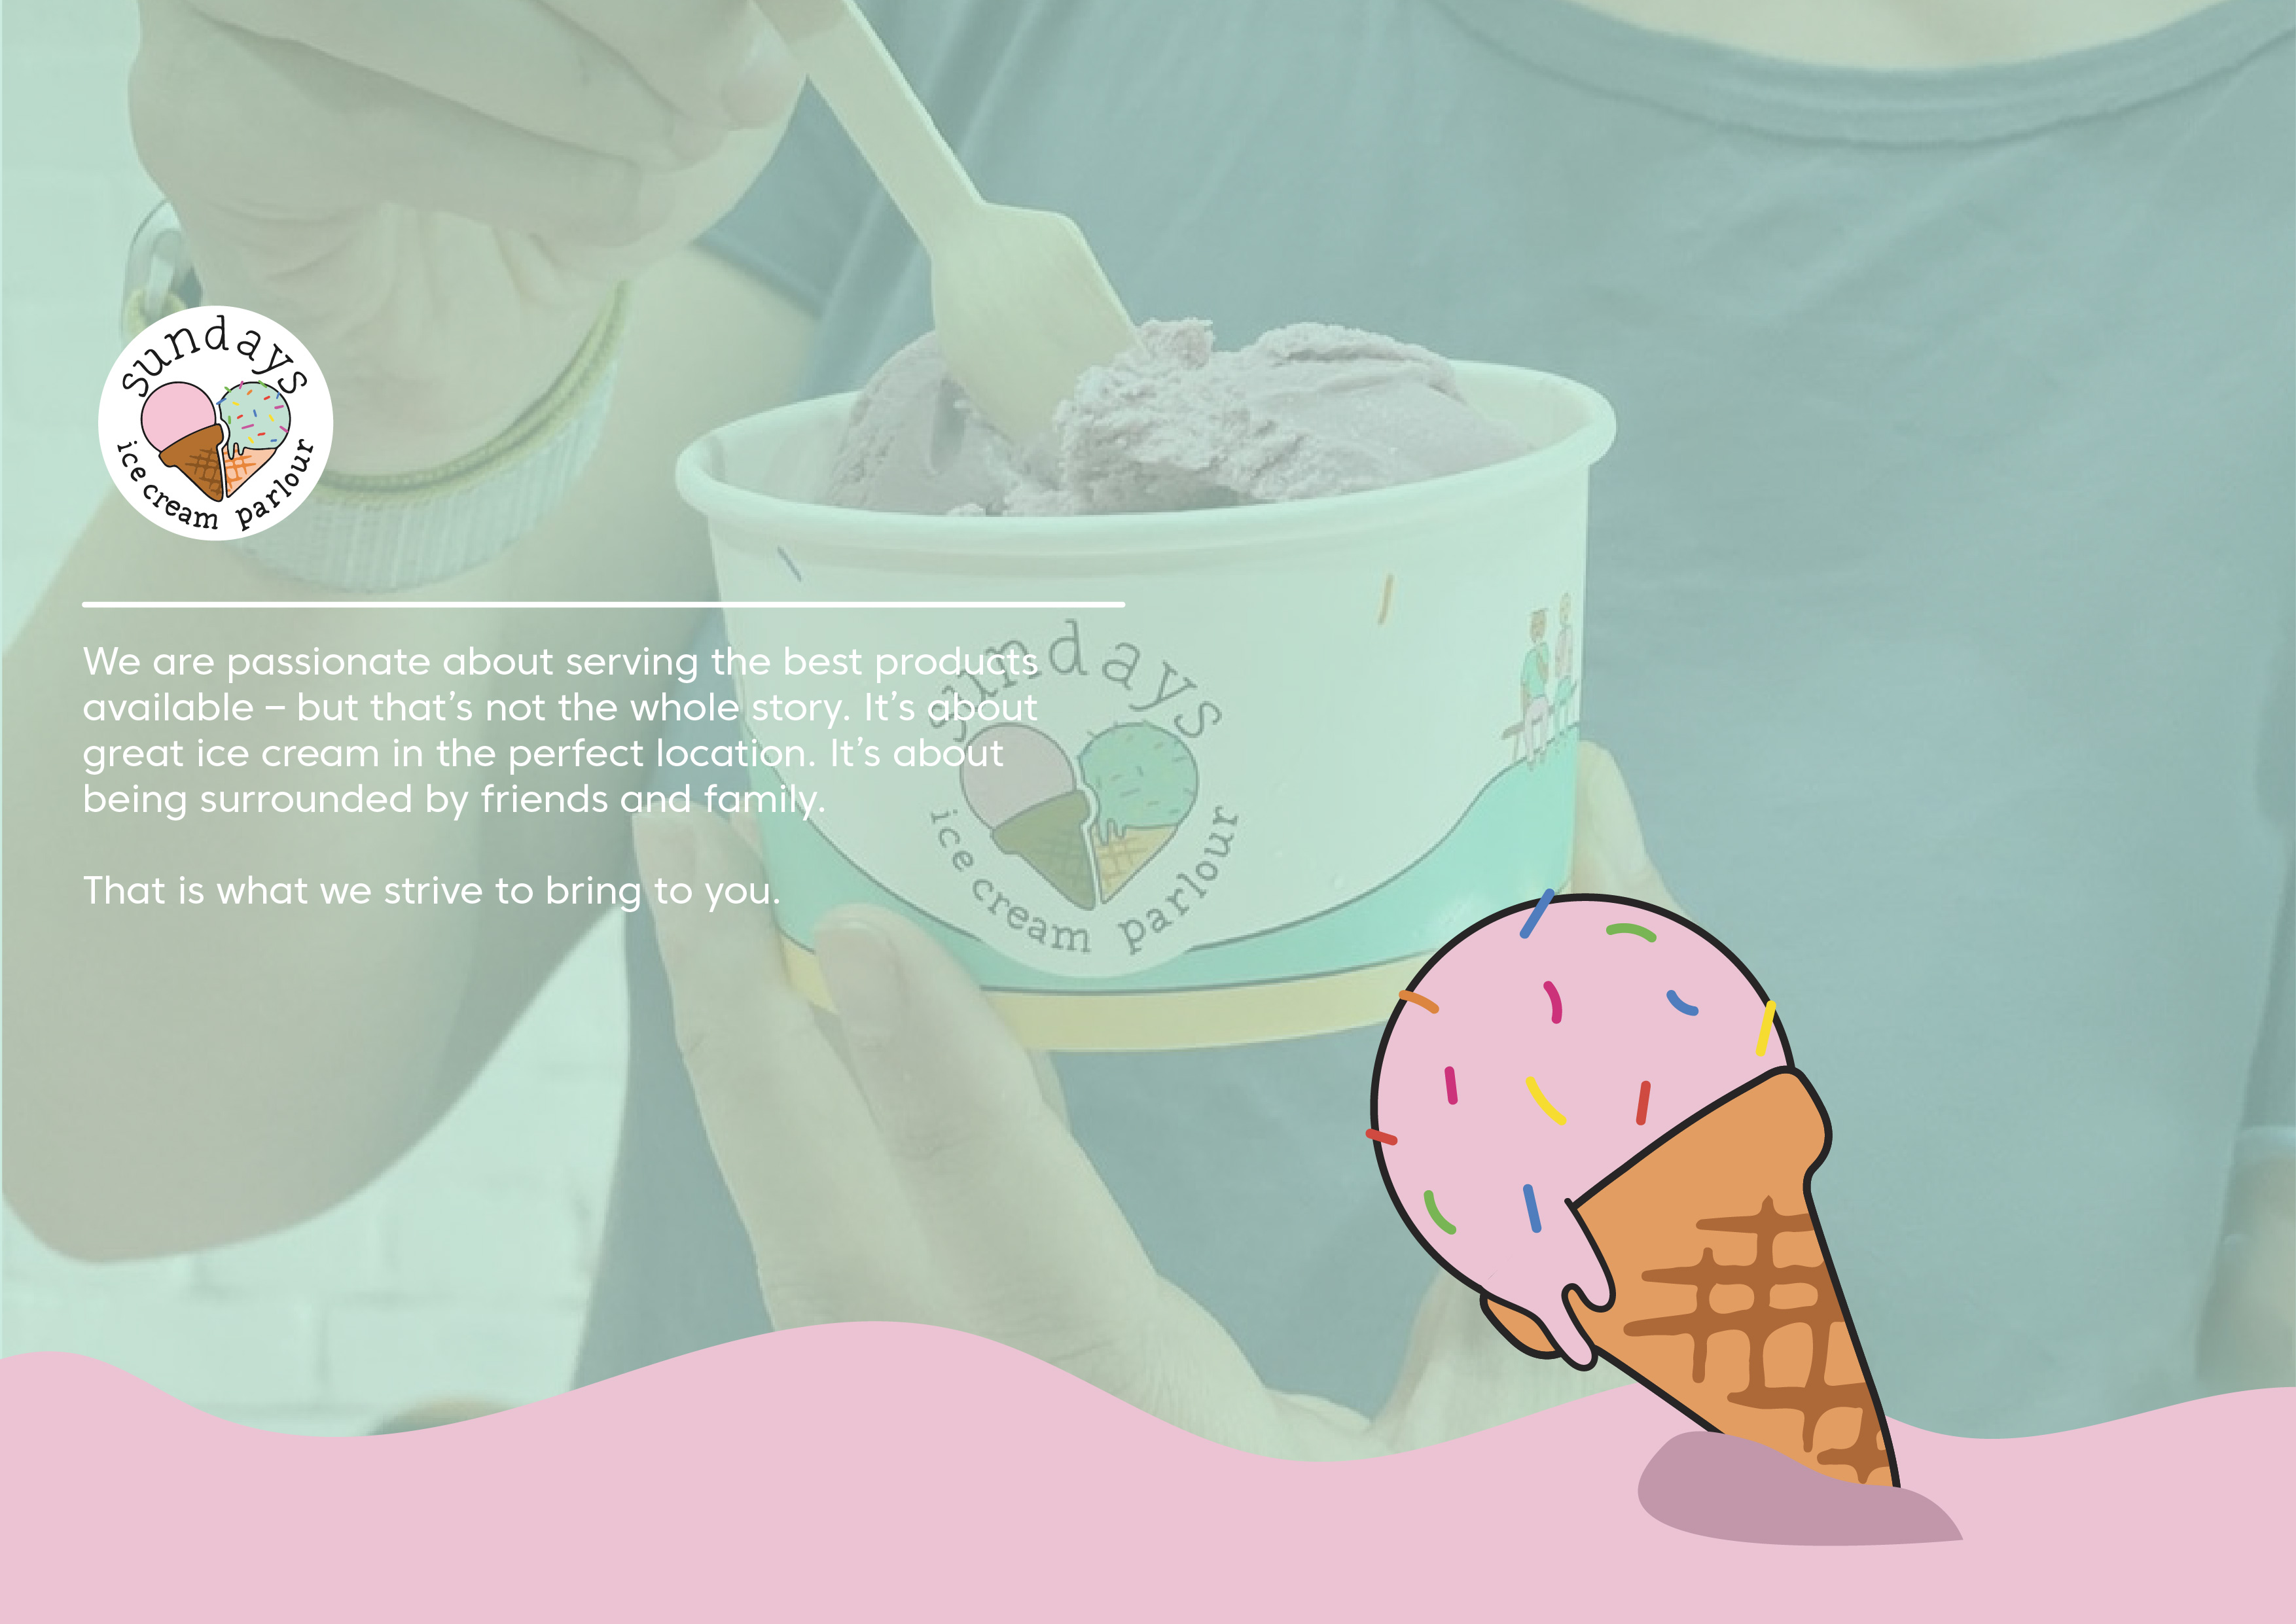 sundays
ice cream parlour
We are passionate about serving the best products
available – but that’s not the whole story. It’s about
great ice cream in the perfect location. It’s about
being surrounded by friends and family.
That is what we strive to bring to you.
sundays
ice cream parlour